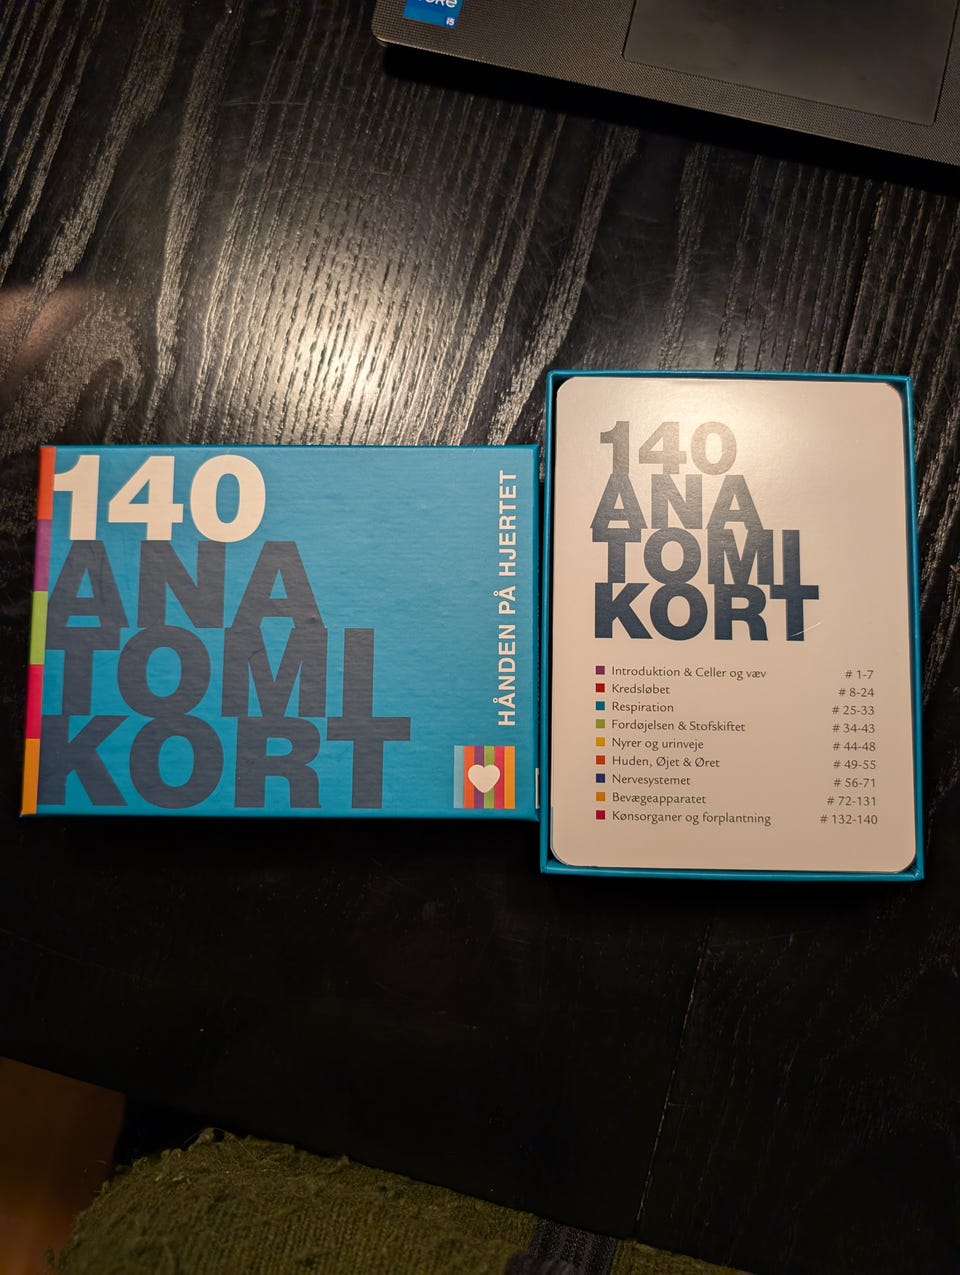 i5
140
ANA
TOMI
KORT
HÅNDEN PÅ HJERTET
140
ANA
TOMI
KORT
Introduktion & Celler og væv # 1-7
Kredsløbet # 8-24
Respiration # 25-33
Fordøjelsen & Stofskiftet # 34-43
Nyrer og urinveje # 44-48
Huden, Øjet & Øret # 49-55
Nervesystemet # 56-71
Bevægeapparatet # 72-131
Kønsorganer og forplantning # 132-140